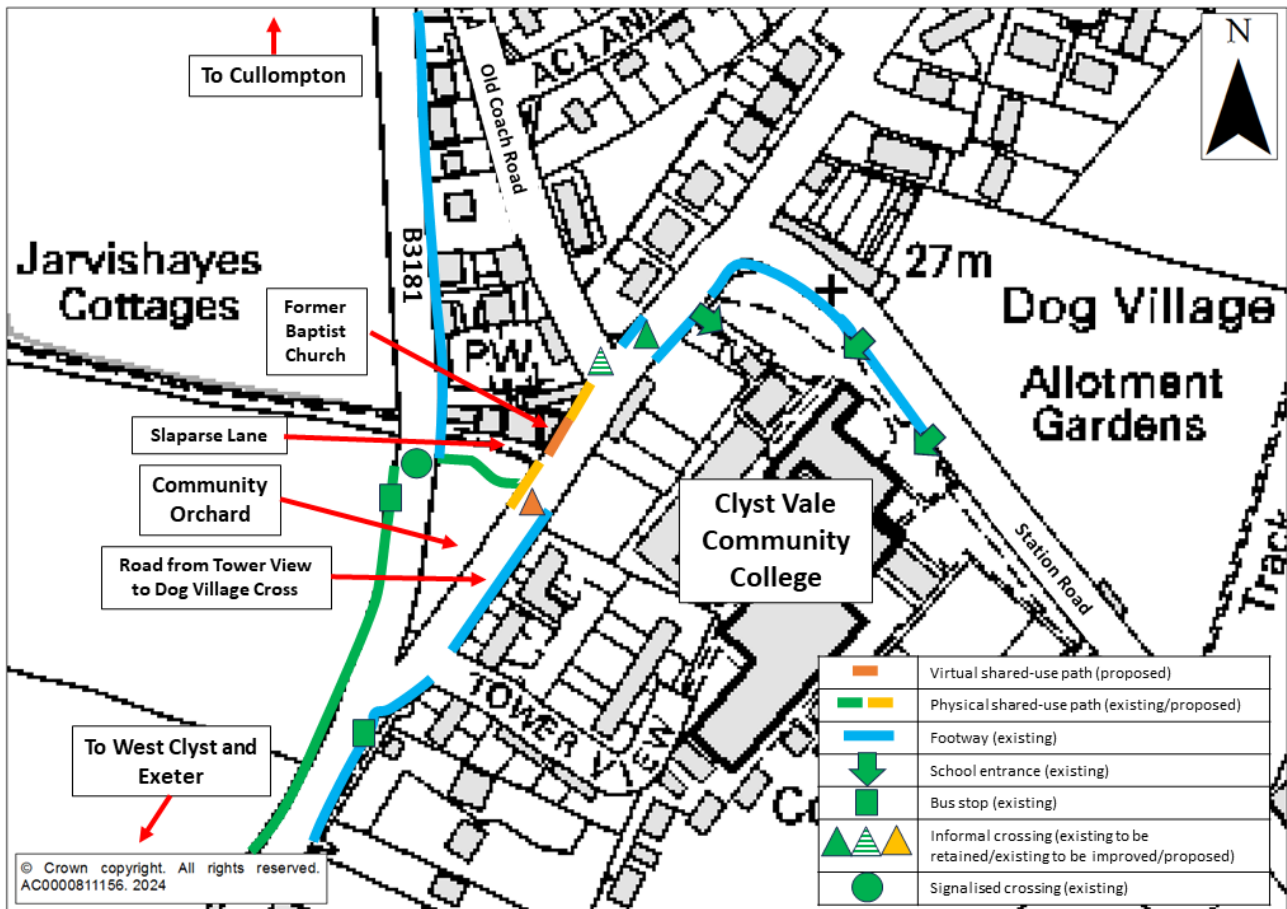 To Cullompton
N
ACLAN
Old Coach Road
B3181
Jarvishayes
Cottages
Former
Baptist
Church
P.W.
27m
Dog Village
Allotment
Gardens
Slaparse Lane
Community
Orchard
Road from Tower View
to Dog Village Cross
Clyst Vale
Community
College
Station Road
Track
TOWER VIEW
To West Clyst and
Exeter
Co
Virtual shared-use path (proposed)
Physical shared-use path (existing/proposed)
Footway (existing)
School entrance (existing)
Bus stop (existing)
Informal crossing (existing to be
retained/existing to be improved/proposed)
Signalised crossing (existing)
© Crown copyright. All rights reserved.
AC0000811156. 2024